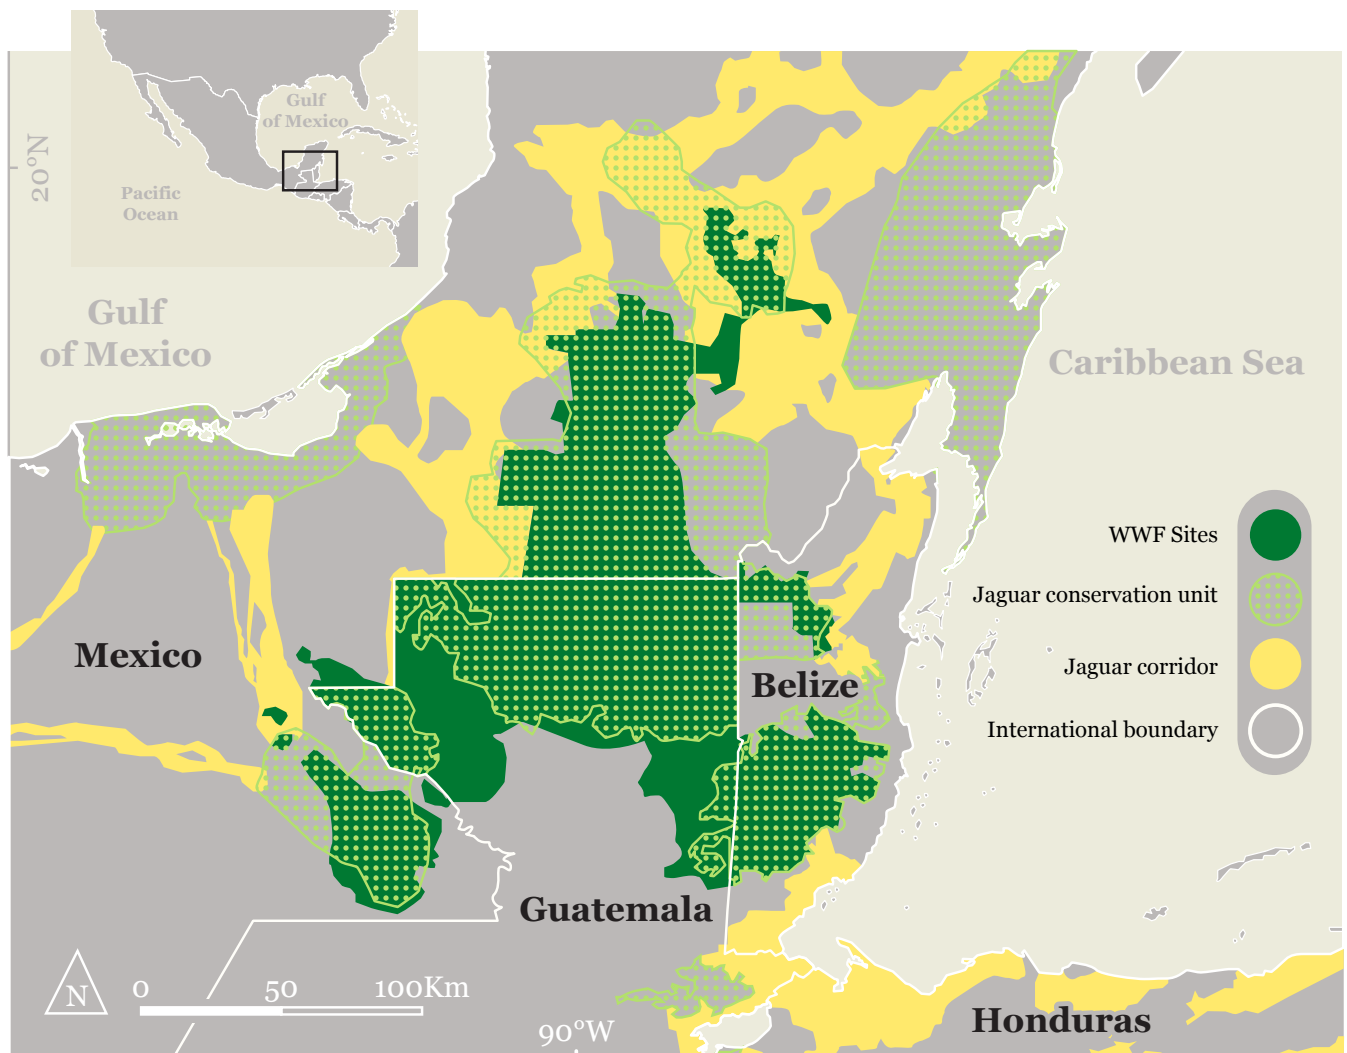 Gulf
of Mexico
Pacific
Ocean
20°N
Gulf
of Mexico
Caribbean Sea
WWF Sites
Jaguar conservation unit
Jaguar corridor
International boundary
Mexico
Belize
Guatemala
Honduras
N
0 50 100Km
90°W